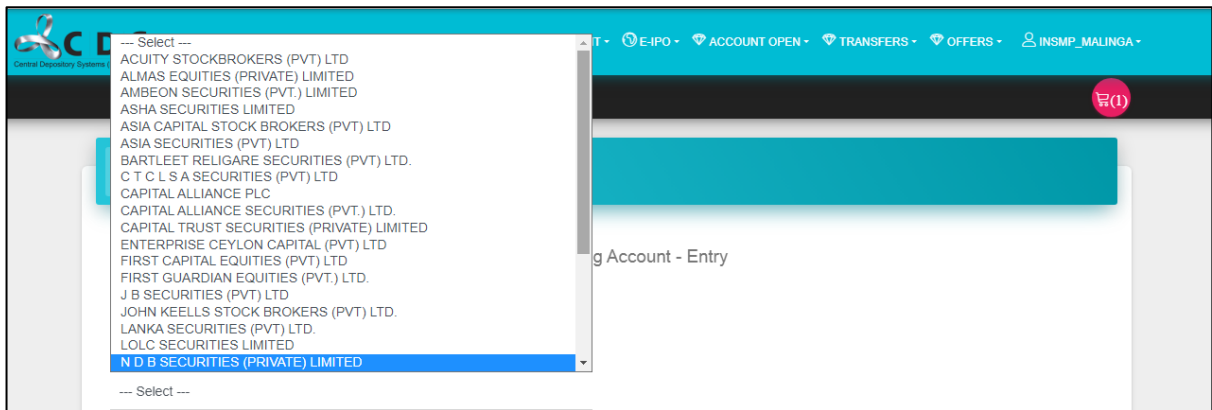 C D
Central Depository Systems (
T
E-IPO
ACCOUNT OPEN
TRANSFERS
OFFERS
INSMP_MALINGA
(1)
--- Select ---
ACUITY STOCKBROKERS (PVT) LTD
ALMAS EQUITIES (PRIVATE) LIMITED
AMBEON SECURITIES (PVT.) LIMITED
ASHA SECURITIES LIMITED
ASIA CAPITAL STOCK BROKERS (PVT) LTD
ASIA SECURITIES (PVT) LTD
BARTLEET RELIGARE SECURITIES (PVT) LTD.
C T C L S A SECURITIES (PVT) LTD
CAPITAL ALLIANCE PLC
CAPITAL ALLIANCE SECURITIES (PVT.) LTD.
CAPITAL TRUST SECURITIES (PRIVATE) LIMITED
ENTERPRISE CEYLON CAPITAL (PVT) LTD
FIRST CAPITAL EQUITIES (PVT) LTD
FIRST GUARDIAN EQUITIES (PVT.) LTD.
J B SECURITIES (PVT) LTD
JOHN KEELLS STOCK BROKERS (PVT) LTD.
LANKA SECURITIES (PVT) LTD.
LOLC SECURITIES LIMITED
N D B SECURITIES (PRIVATE) LIMITED
g Account - Entry
--- Select ---